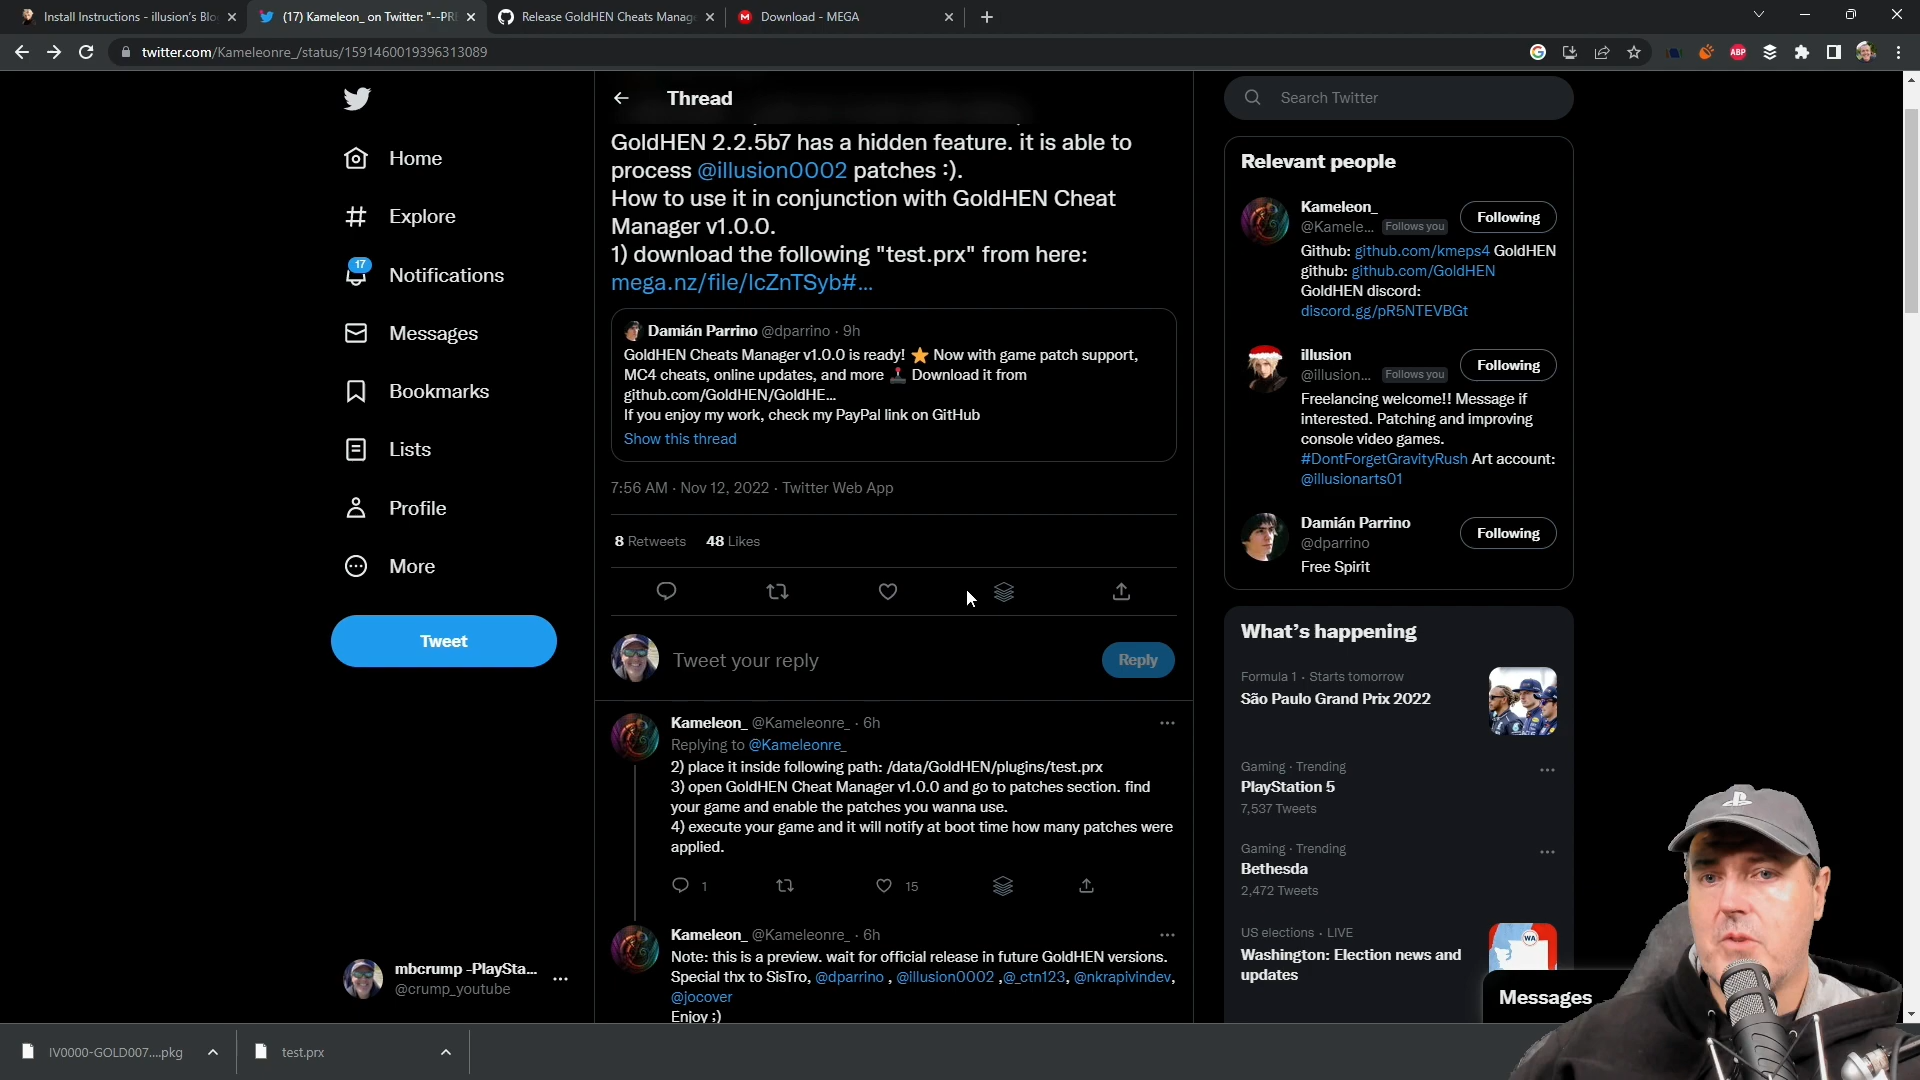 Install Instructions - illusion's Blo
(17) Kameleon_ on Twitter: "--PRE
Release GoldHEN Cheats Manage
Download - MEGA
twitter.com/Kameleonre_/status/1591460019396313089
ABP
Home
Explore
17
Notifications
Messages
Bookmarks
Lists
Profile
More
Tweet
mbcrump -PlaySta...
@crump_youtube
Thread
GoldHEN 2.2.5b7 has a hidden feature. it is able to
process @illusion0002 patches :).
How to use it in conjunction with GoldHEN Cheat
Manager v1.0.0.
1) download the following "test.prx" from here:
mega.nz/file/IcZnTSyb#...
Damián Parrino @dparrino · 9h
GoldHEN Cheats Manager v1.0.0 is ready! ⭐ Now with game patch support,
MC4 cheats, online updates, and more 🕹️ Download it from
github.com/GoldHEN/GoldHE...
If you enjoy my work, check my PayPal link on GitHub
Show this thread
7:56 AM · Nov 12, 2022 · Twitter Web App
8 Retweets 48 Likes
Tweet your reply
Reply
Kameleon_ @Kameleonre_ · 6h
Replying to @Kameleonre_
2) place it inside following path: /data/GoldHEN/plugins/test.prx
3) open GoldHEN Cheat Manager v1.0.0 and go to patches section. find
your game and enable the patches you wanna use.
4) execute your game and it will notify at boot time how many patches were
applied.
1
15
Kameleon_ @Kameleonre_ · 6h
Note: this is a preview. wait for official release in future GoldHEN versions.
Special thx to SisTro, @dparrino , @illusion0002 ,@_ctn123, @nkrapivindev,
@jocover
Enjoy ;)
Search Twitter
Relevant people
Kameleon_
@Kamele... Follows you
Following
Github: github.com/kmeps4 GoldHEN
github: github.com/GoldHEN
GoldHEN discord:
discord.gg/pR5NTEVBGt
illusion
@illusion... Follows you
Following
Freelancing welcome!! Message if
interested. Patching and improving
console video games.
#DontForgetGravityRush Art account:
@illusionarts01
Damián Parrino
@dparrino
Following
Free Spirit
What's happening
Formula 1 · Starts tomorrow
São Paulo Grand Prix 2022
Gaming · Trending
PlayStation 5
7,537 Tweets
Gaming · Trending
Bethesda
2,472 Tweets
US elections · LIVE
Washington: Election news and
updates
WA
Messages
IV0000-GOLD007....pkg
test.prx